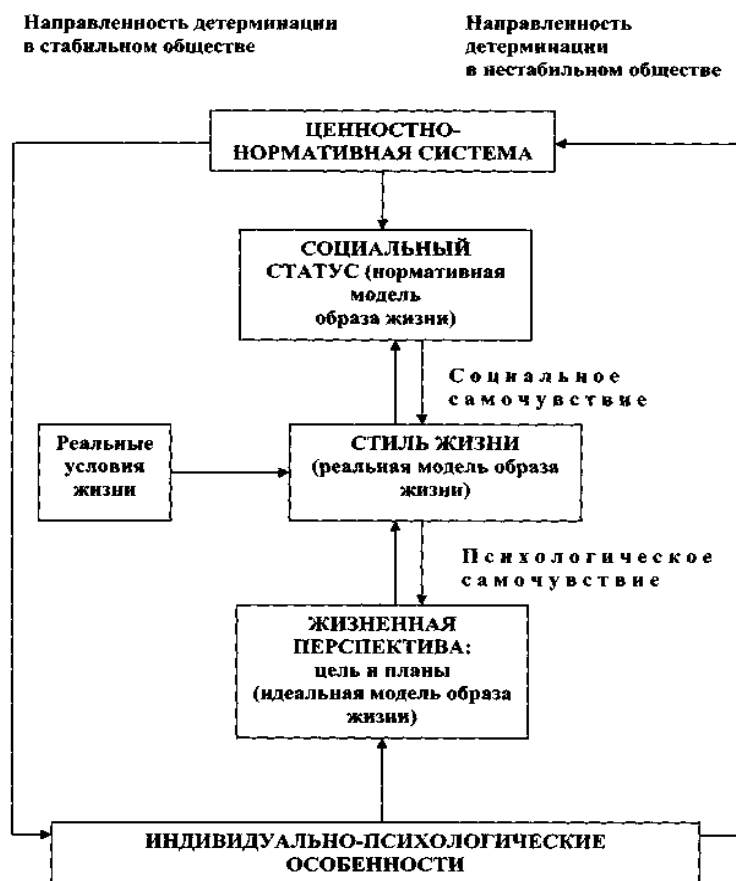 Направленность детерминации
в стабильном обществе
Направленность
детерминации
в нестабильном обществе
ЦЕННОСТНО-
НОРМАТИВНАЯ СИСТЕМА
СОЦИАЛЬНЫЙ
СТАТУС (нормативная
модель
образа жизни)
Социальное
самочувствие
Реальные
условия
жизни
СТИЛЬ ЖИЗНИ
(реальная модель образа
жизни)
Психологическое
самочувствие
ЖИЗНЕННАЯ
ПЕРСПЕКТИВА:
цель и планы
(идеальная модель образа
жизни)
ИНДИВИДУАЛЬНО-ПСИХОЛОГИЧЕСКИЕ
ОСОБЕННОСТИ